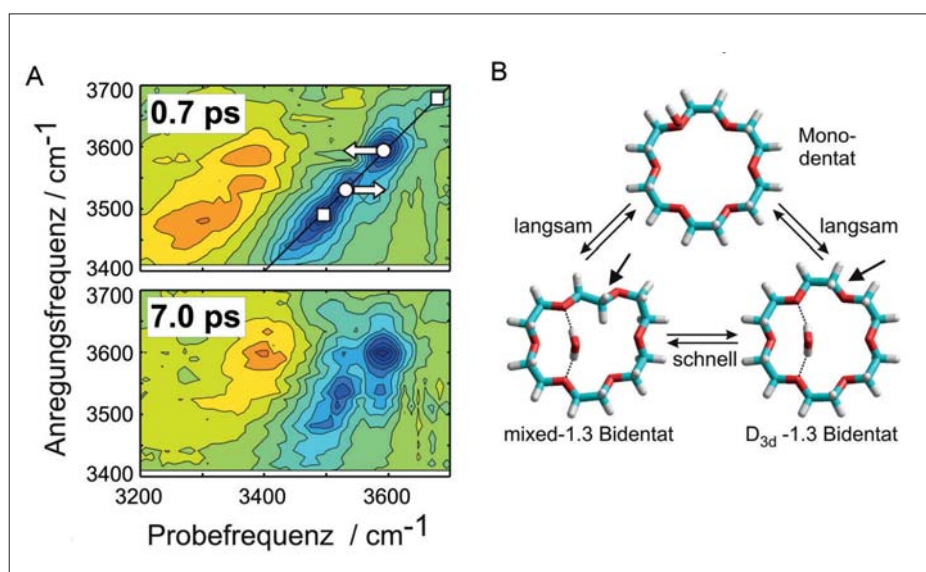 A
B
0.7 ps
7.0 ps
3700
3600
3500
3400
3700
3600
3500
3400
3200
3400
3600
Anregungsfrequenz / cm-1
Probefrequenz / cm-1
Mono-
dentat
langsam
langsam
schnell
mixed-1.3 Bidentat
D3d -1.3 Bidentat